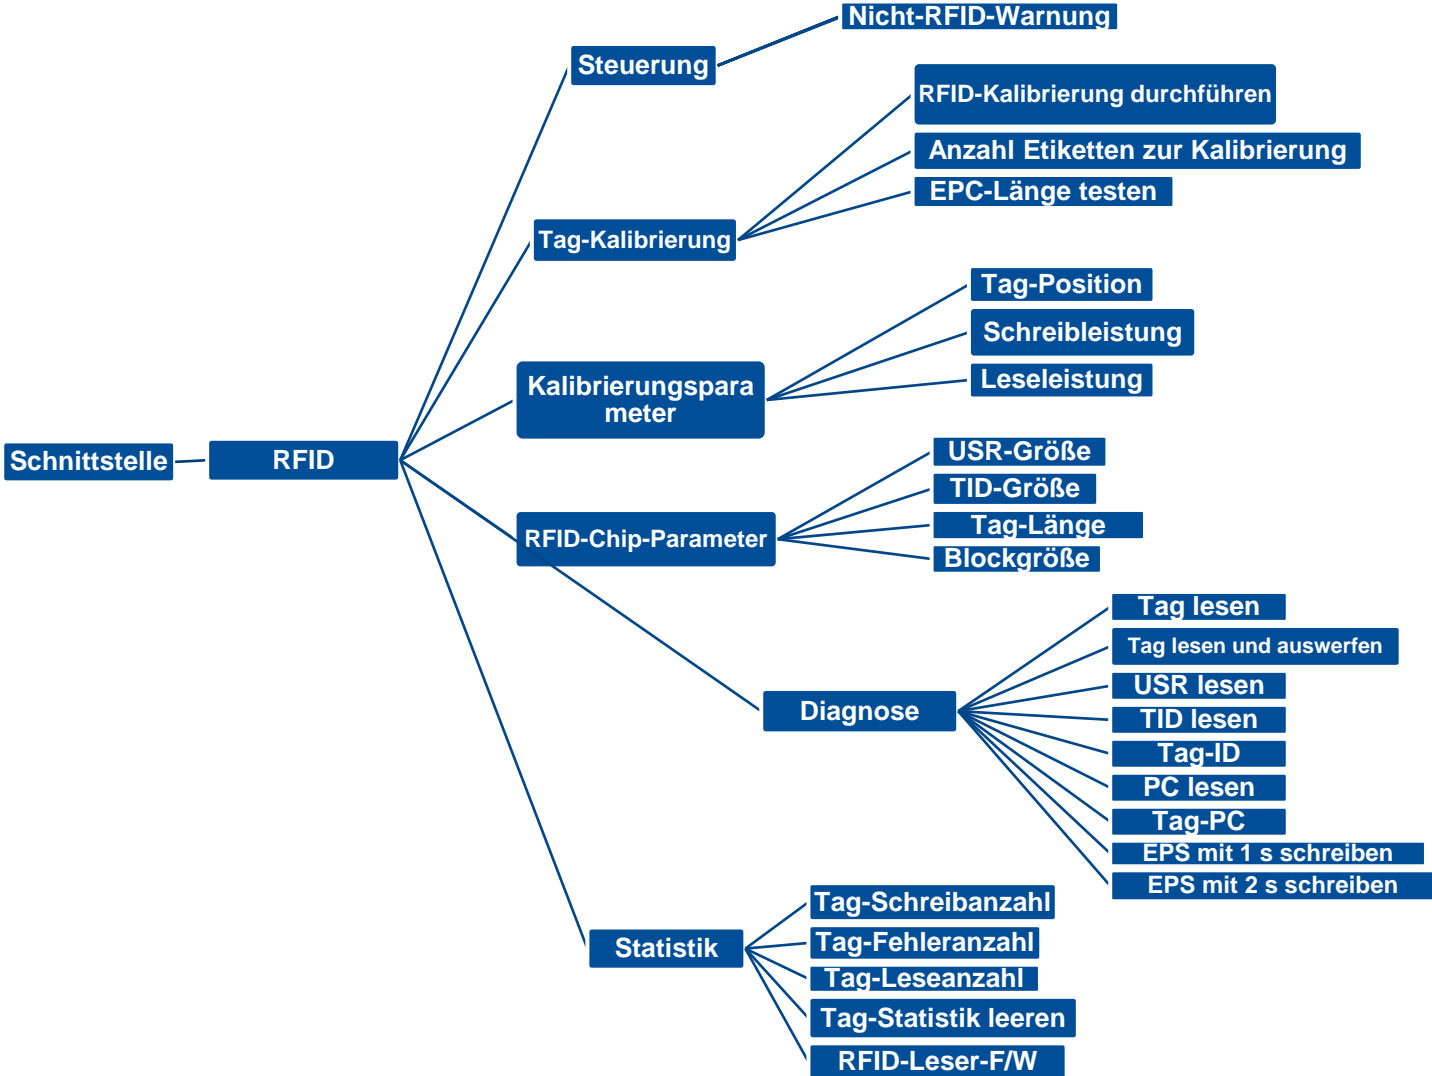 Nicht-RFID-Warnung
Steuerung
RFID-Kalibrierung durchführen
Anzahl Etiketten zur Kalibrierung
EPC-Länge testen
Tag-Kalibrierung
Tag-Position
Schreibleistung
Leseleistung
Kalibrierungspara
meter
Schnittstelle
RFID
USR-Größe
TID-Größe
Tag-Länge
Blockgröße
RFID-Chip-Parameter
Tag lesen
Tag lesen und auswerfen
USR lesen
TID lesen
Tag-ID
PC lesen
Tag-PC
EPS mit 1 s schreiben
EPS mit 2 s schreiben
Diagnose
Tag-Schreibanzahl
Tag-Fehleranzahl
Tag-Leseanzahl
Tag-Statistik leeren
RFID-Leser-F/W
Statistik